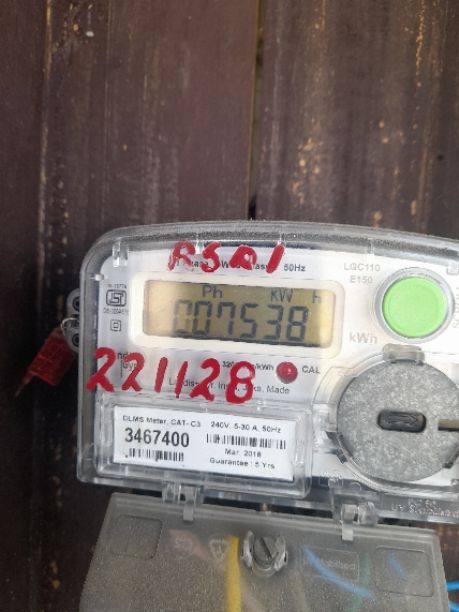 RSA1
50Hz
LGC110
E150
Ph KW H
007538
kWh
CAL
221128
Made
DLMS Meter, CAT- C3 240V, 5-30 A, 50Hz
3467400
Mar. 2018
Guarantee : 5 Yrs